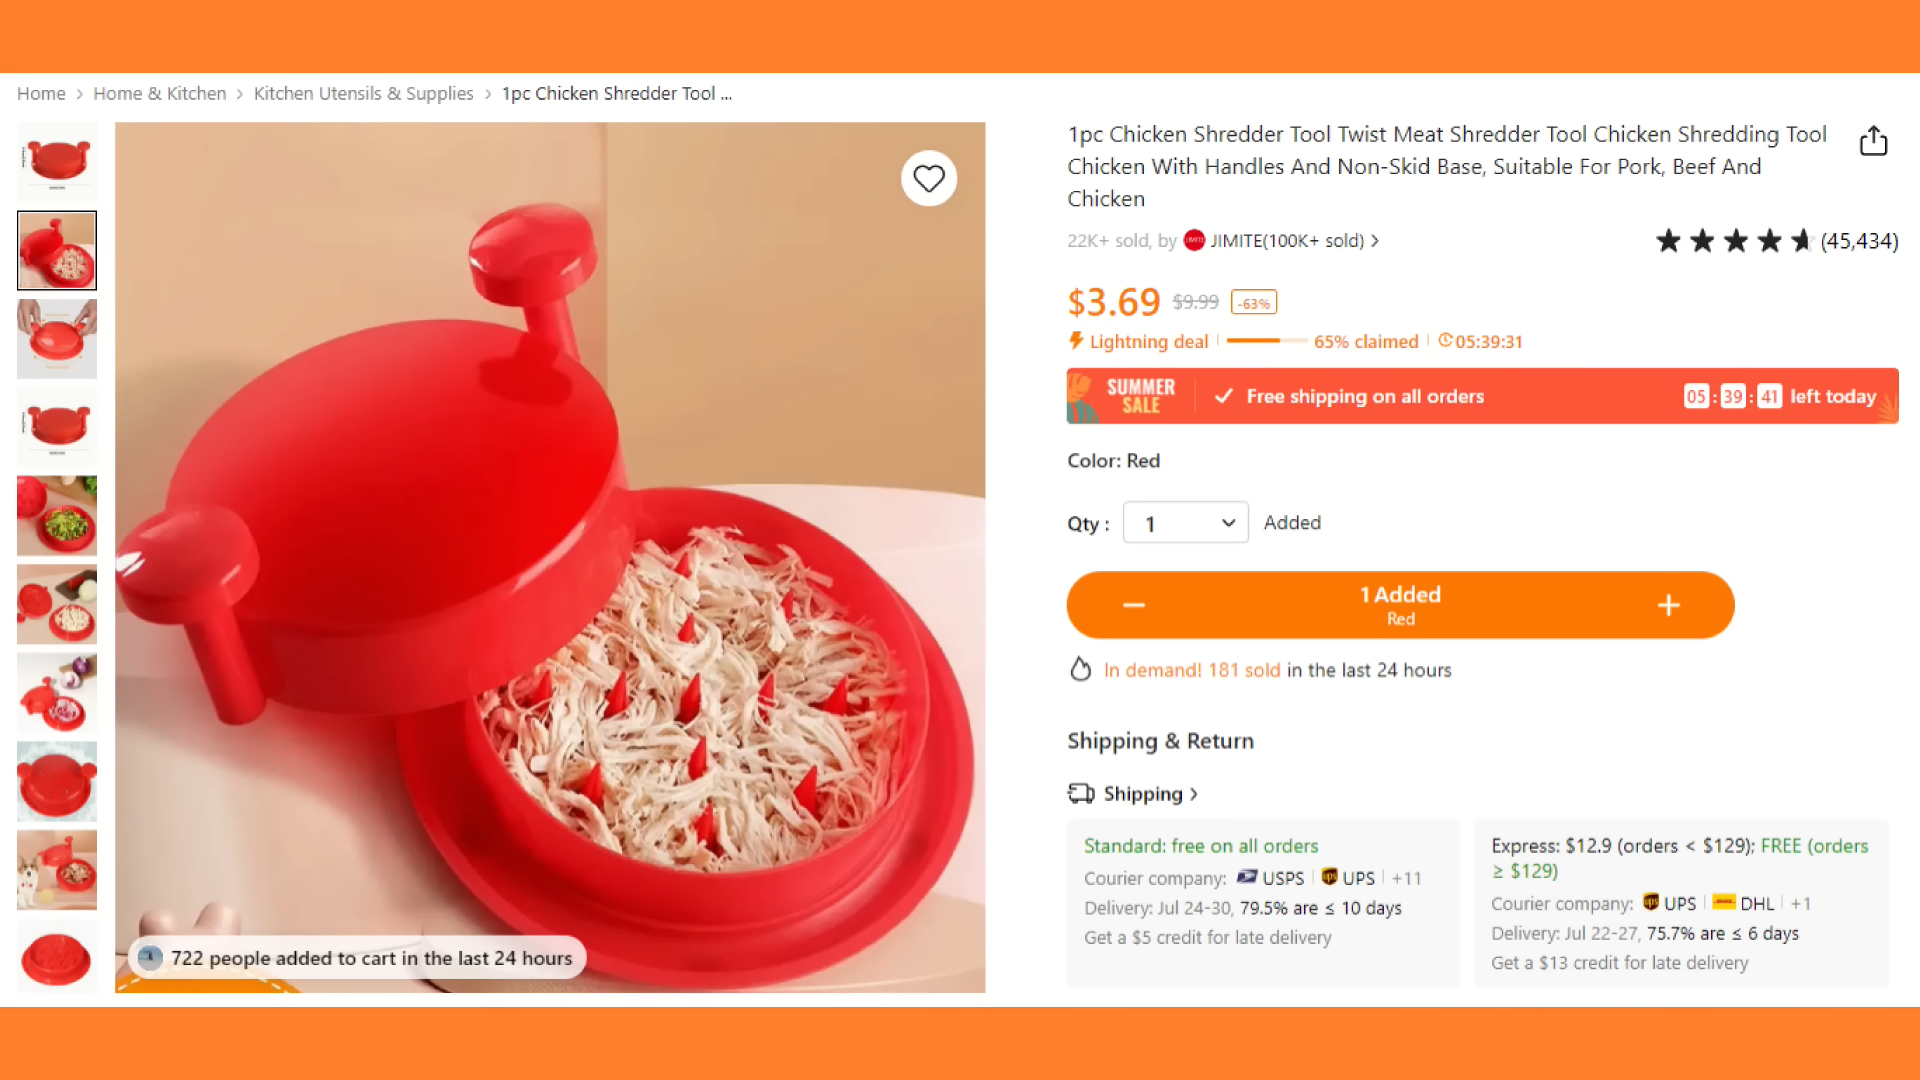 Home > Home & Kitchen > Kitchen Utensils & Supplies > 1pc Chicken Shredder Tool ...
1pc Chicken Shredder Tool Twist Meat Shredder Tool Chicken Shredding Tool
Chicken With Handles And Non-Skid Base, Suitable For Pork, Beef And
Chicken
22K+ sold, by JIMITE(100K+ sold) >
(45,434)
$3.69 $9.99 -63%
Lightning deal 65% claimed 05:39:31
SUMMER
SALE
Free shipping on all orders
05 : 39 : 41 left today
Color: Red
Qty : 1 Added
1 Added
Red
In demand! 181 sold in the last 24 hours
Shipping & Return
Shipping >
Standard: free on all orders
Courier company: USPS | UPS | +11
Delivery: Jul 24-30, 79.5% are ≤ 10 days
Get a $5 credit for late delivery
Express: $12.9 (orders < $129); FREE (orders
≥ $129)
Courier company: UPS | DHL | +1
Delivery: Jul 22-27, 75.7% are ≤ 6 days
Get a $13 credit for late delivery
722 people added to cart in the last 24 hours